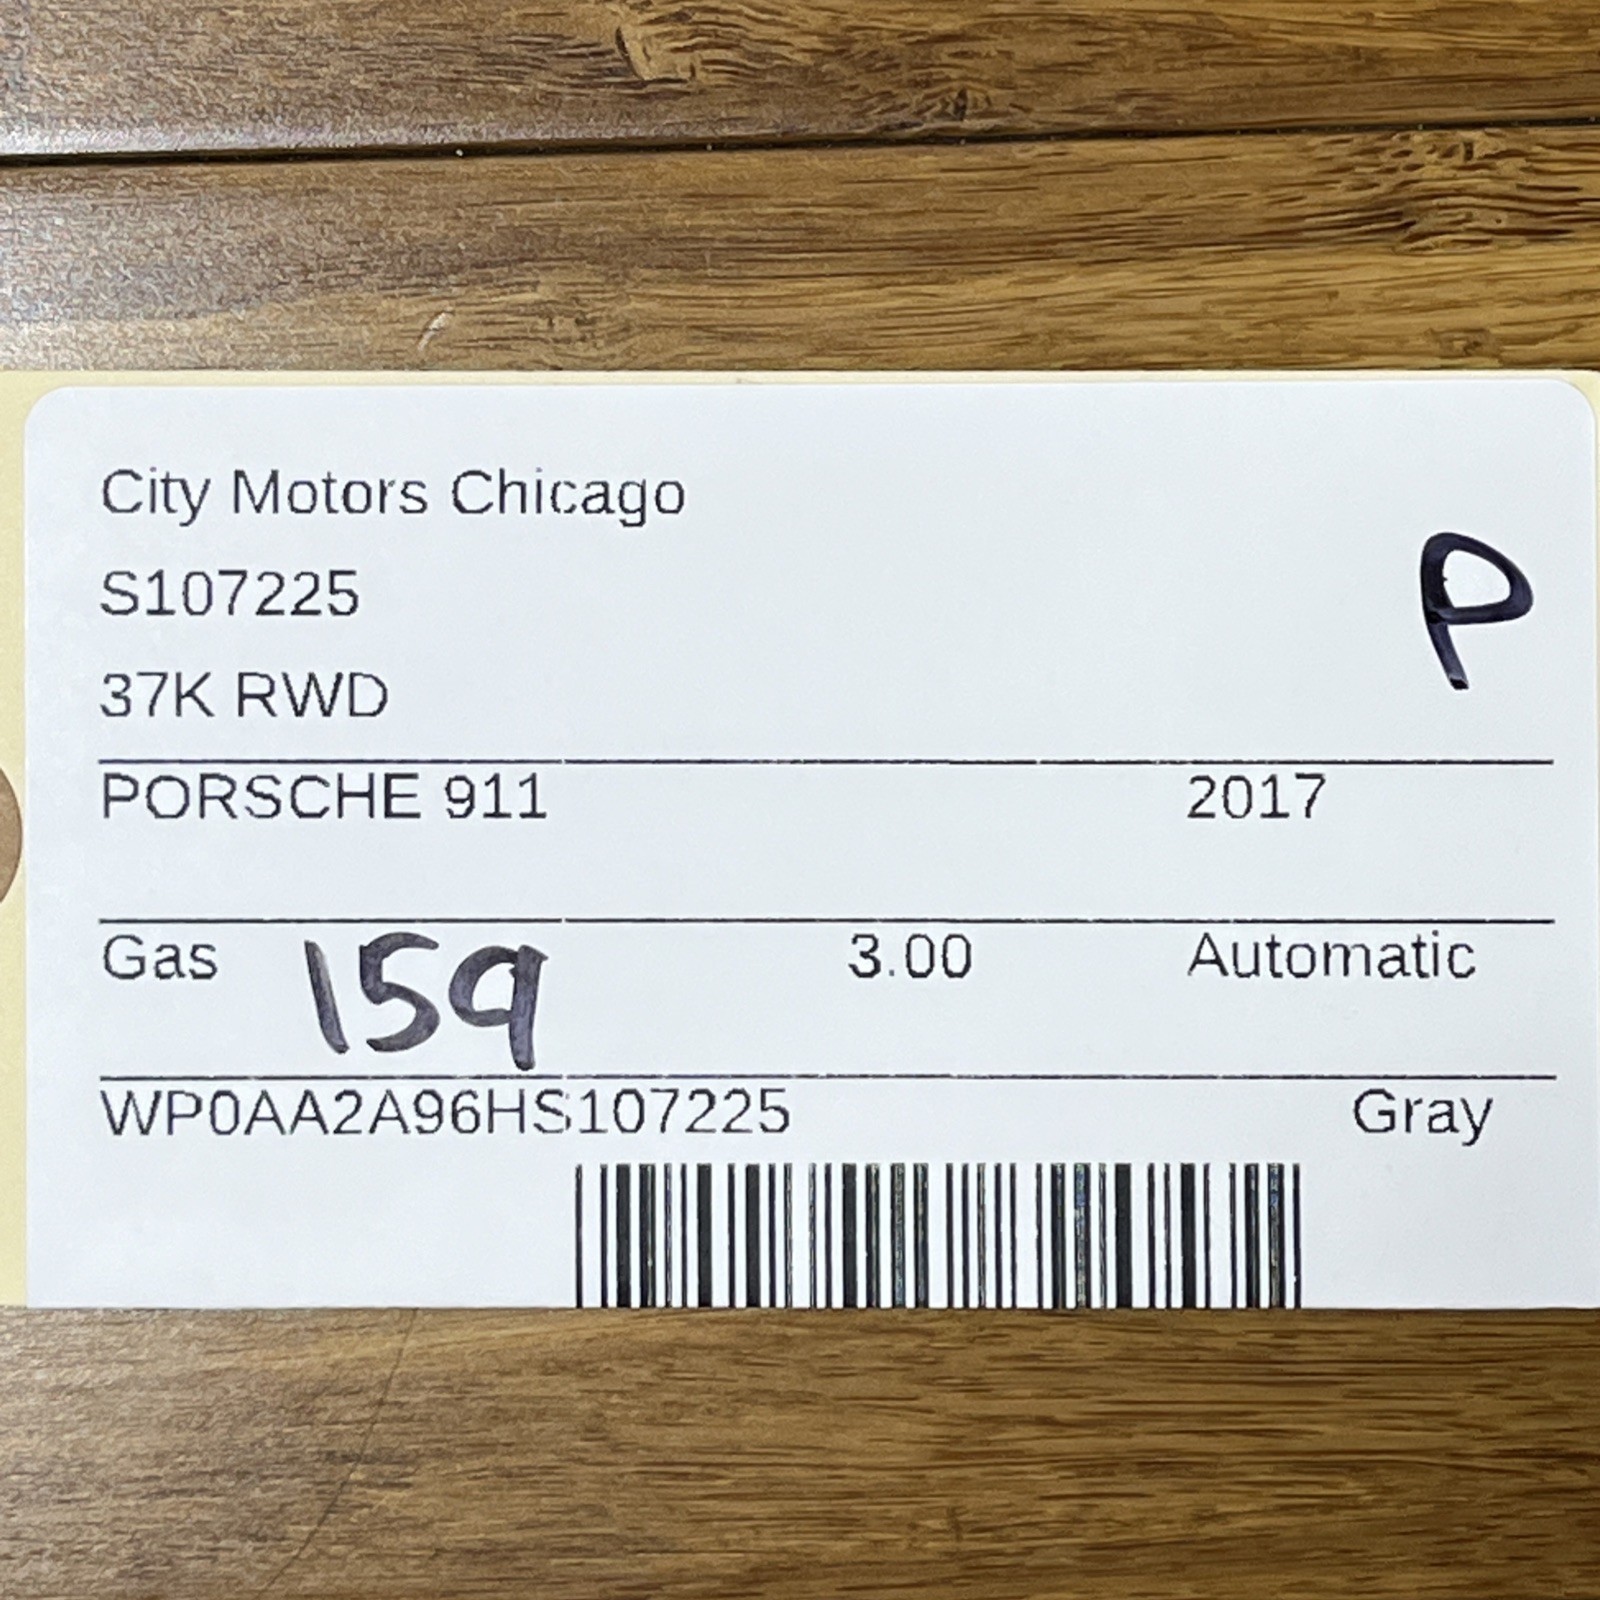 City Motors Chicago
S107225
P
37K RWD
PORSCHE 911 2017
Gas 159 3.00 Automatic
WP0AA2A96HS107225 Gray